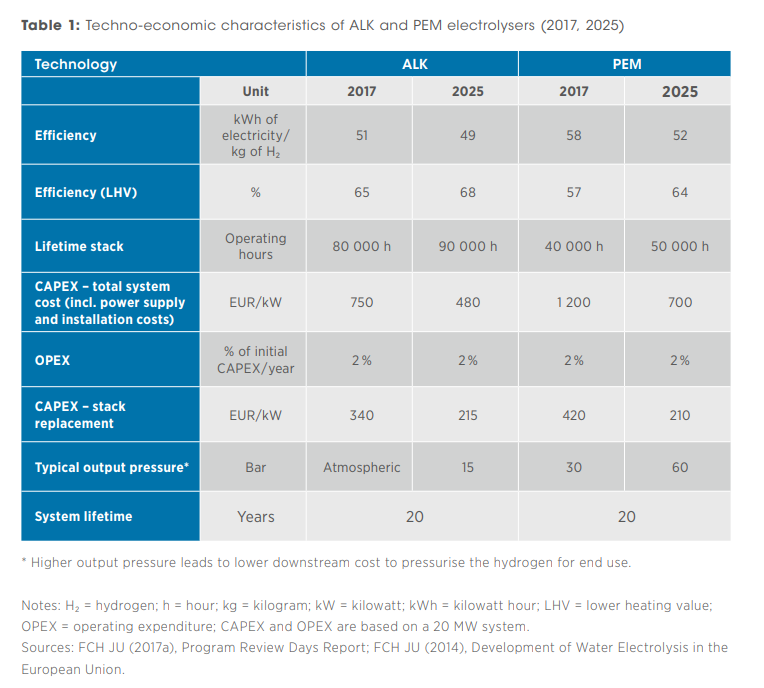 Table 1: Techno-economic characteristics of ALK and PEM electrolysers (2017, 2025)
Technology ALK PEM
Unit 2017 2025 2017 2025
Efficiency
kWh of
electricity/
kg of H₂
51 49 58 52
Efficiency (LHV) % 65 68 57 64
Lifetime stack
Operating
hours
80 000 h 90 000 h 40 000 h 50 000 h
CAPEX – total system
cost (incl. power supply
and installation costs)
EUR/kW 750 480 1 200 700
OPEX
% of initial
CAPEX/year
2 % 2 % 2 % 2 %
CAPEX – stack
replacement
EUR/kW 340 215 420 210
Typical output pressure* Bar Atmospheric 15 30 60
System lifetime Years 20 20
* Higher output pressure leads to lower downstream cost to pressurise the hydrogen for end use.
Notes: H₂ = hydrogen; h = hour; kg = kilogram; kW = kilowatt; kWh = kilowatt hour; LHV = lower heating value;
OPEX = operating expenditure; CAPEX and OPEX are based on a 20 MW system.
Sources: FCH JU (2017a), Program Review Days Report; FCH JU (2014), Development of Water Electrolysis in the
European Union.